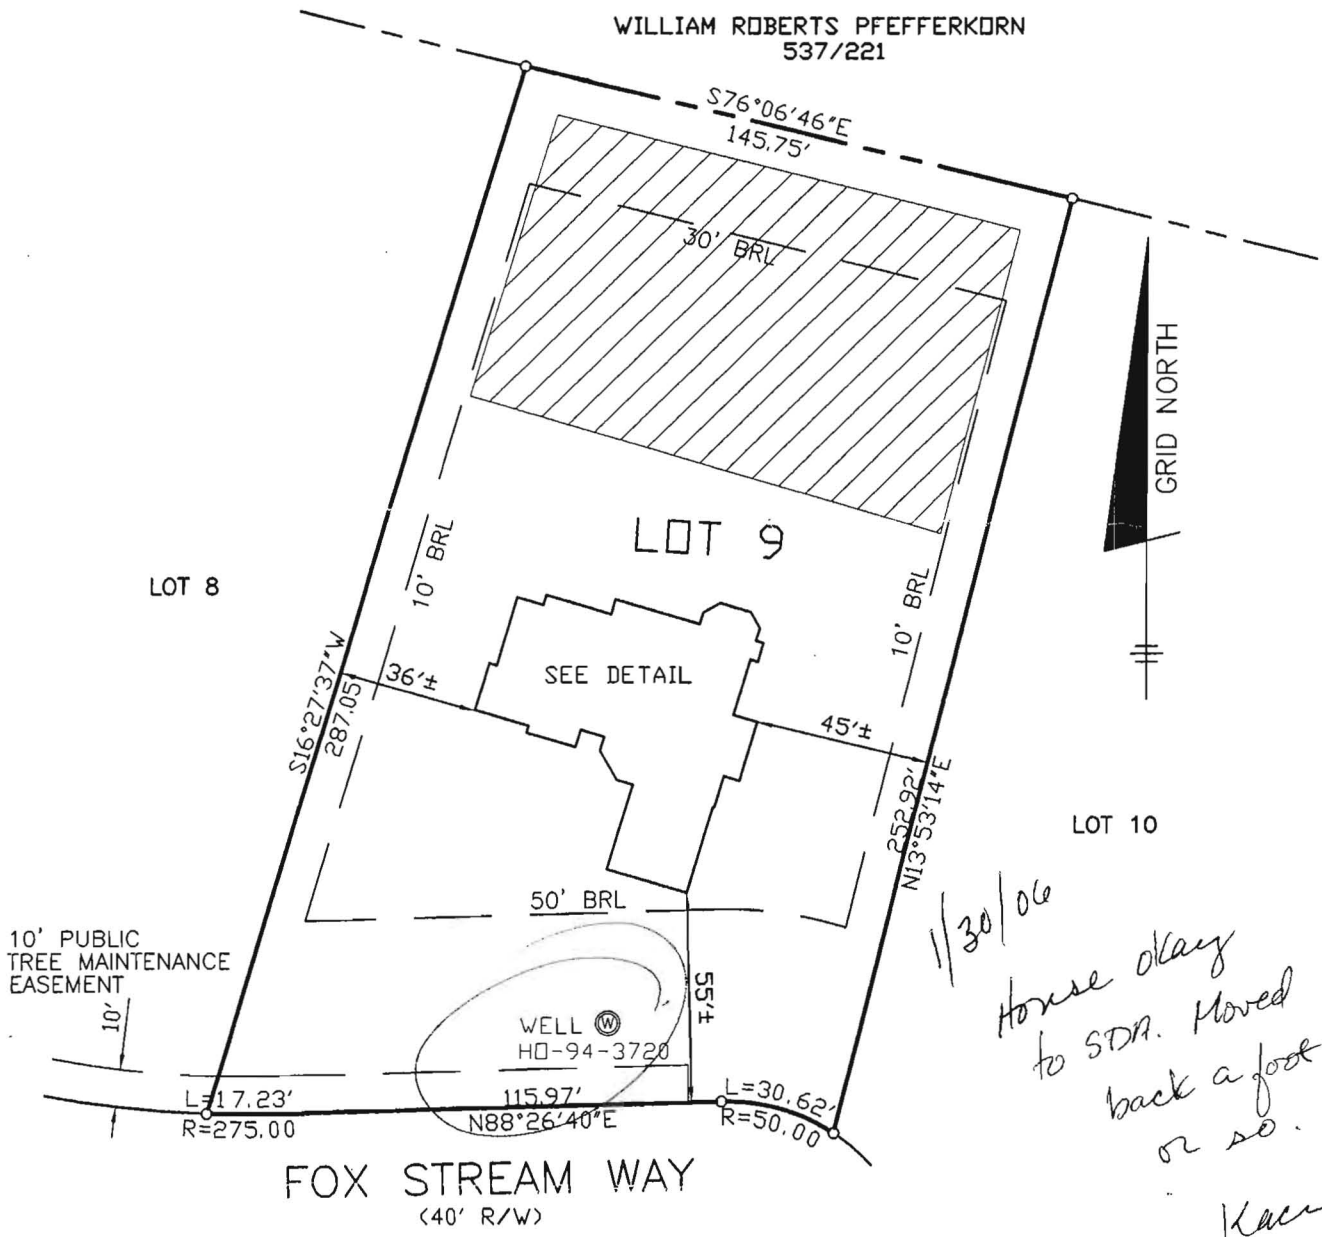 WILLIAM ROBERTS PFEFFERKORN
537/221
S76°06'46"E
145.75'
30' BRL
GRID NORTH
LOT 9
LOT 8
10' BRL
10' BRL
S16°27'37"W
287.05'
36'±
SEE DETAIL
45'±
252.92'
N13°53'14"E
LOT 10
50' BRL
1/30/06
House okay
to SDA. Moved
back a foot
or so.
10' PUBLIC
TREE MAINTENANCE
EASEMENT
10'
55'±
WELL W
HO-94-3720
L=17.23'
R=275.00
115.97'
N88°26'40"E
L=30.62'
R=50.00
FOX STREAM WAY
(40' R/W)